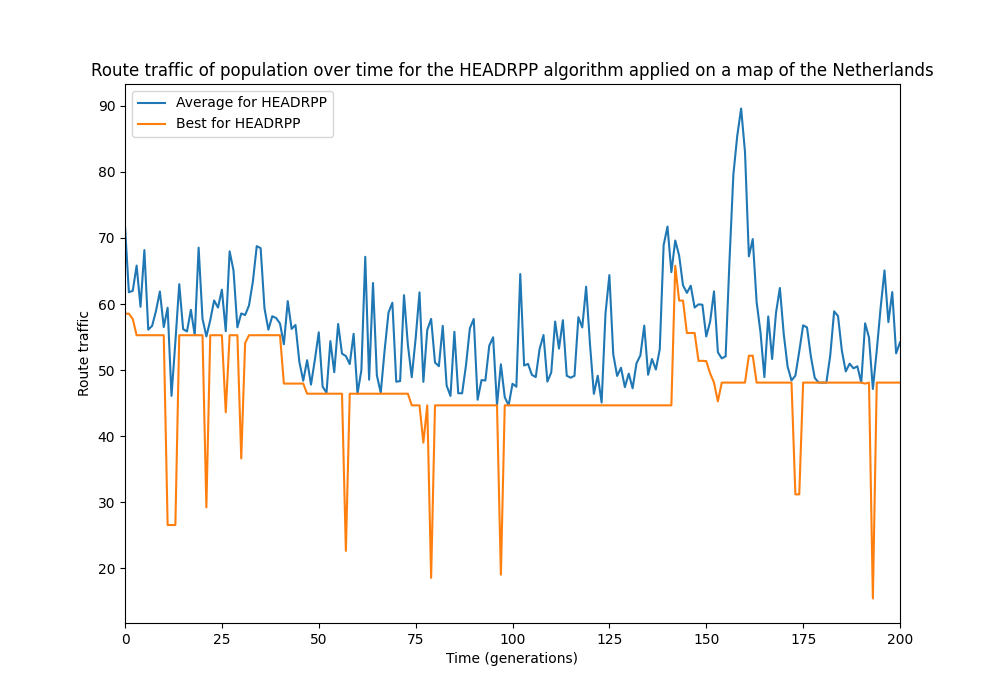 Route traffic of population over time for the HEADRPP algorithm applied on a map of the Netherlands
Average for HEADRPP
Best for HEADRPP
90
80
70
60
50
40
30
20
Route traffic
0 25 50 75 100 125 150 175 200
Time (generations)